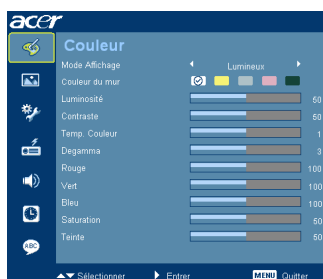 acer
Couleur
Mode Affichage Lumineux
Couleur du mur
Luminosité 50
Contraste 50
Temp. Couleur 1
Degamma 3
Rouge 100
Vert 100
Bleu 100
Saturation 50
Teinte 50
ABC
Sélectionner Entrer MENU Quitter